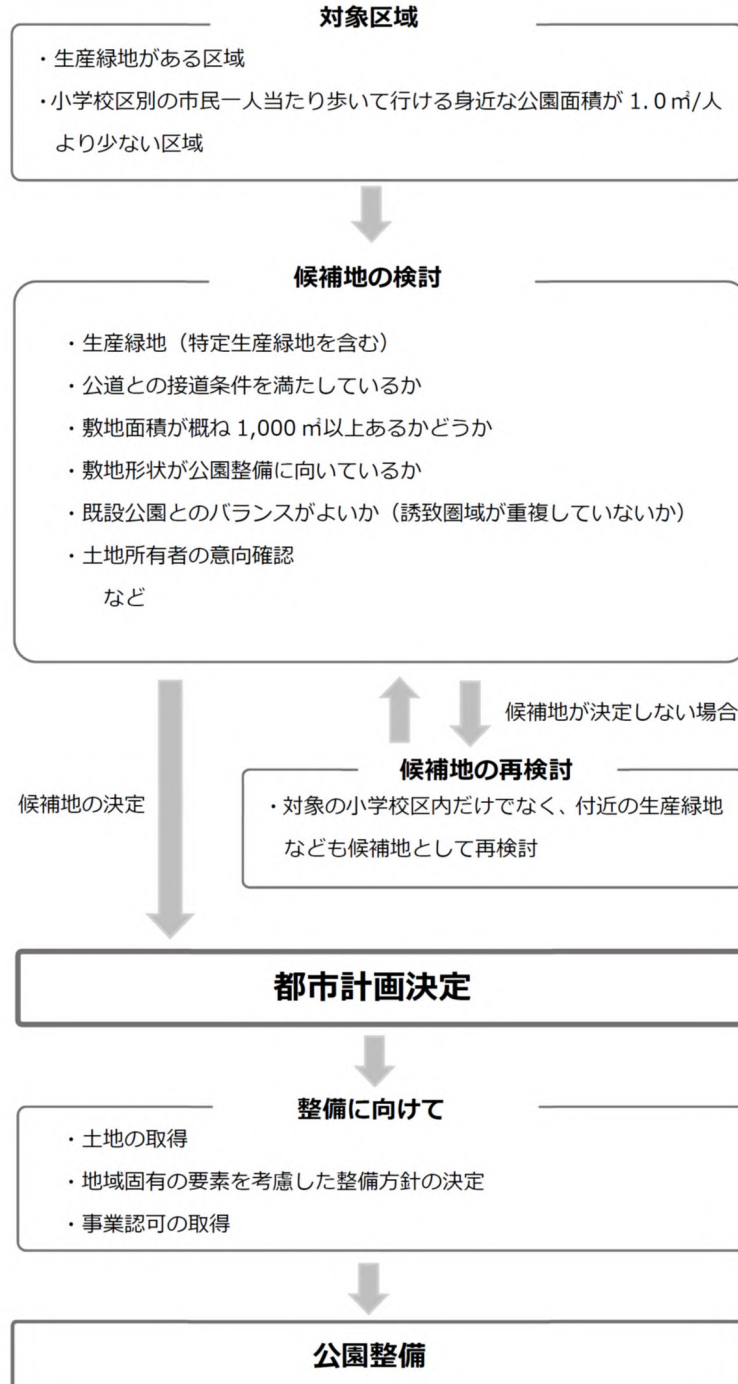 対象区域
・生産緑地がある区域
・小学校区別の市民一人当たり歩いて行ける身近な公園面積が 1.0㎡/人
より少ない区域
候補地の検討
・生産緑地（特定生産緑地を含む）
・公道との接道条件を満たしているか
・敷地面積が概ね 1,000 ㎡以上あるかどうか
・敷地形状が公園整備に向いているか
・既設公園とのバランスがよいか（誘致圏域が重複していないか）
・土地所有者の意向確認
など
候補地が決定しない場合
候補地の再検討
候補地の決定
・対象の小学校区内だけでなく、付近の生産緑地
なども候補地として再検討
都市計画決定
整備に向けて
・土地の取得
・地域固有の要素を考慮した整備方針の決定
・事業認可の取得
公園整備